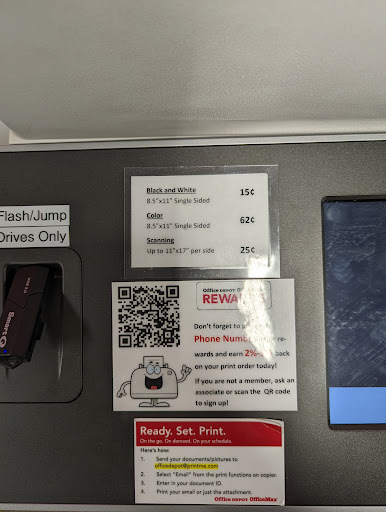 Flash/Jump
Drives Only
Black and White 15¢
8.5"x11" Single Sided
Color 62¢
8.5"x11" Single Sided
Scanning 25¢
Up to 11"x17" per side
Smart
Office Depot
Don't forget to
Phone Num re-
wards and earn 2% back
on your print order today!
If you are not a member, ask an
associate or scan the QR code
to sign up!
Ready. Set. Print.
On the go. On demand. On your schedule.
Here's how:
1. Send your documents/pictures to
officedepot@printme.com
2. Select "Email" from the print functions on copier.
3. Enter in your document ID.
4. Print your email or just the attachment.
Office DEPOT OfficeMax